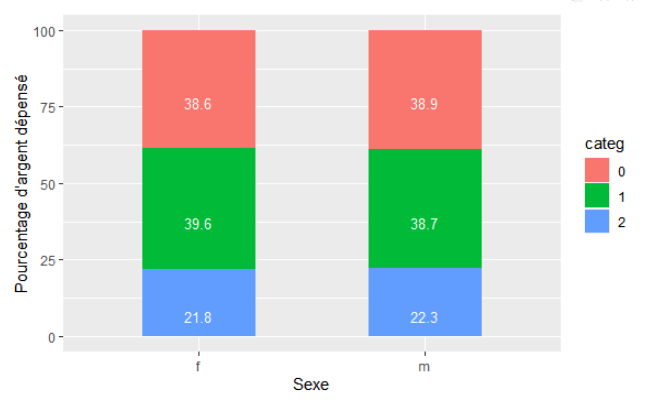 100
75
50
25
0
Pourcentage d'argent dépensé
38.6
38.9
39.6
38.7
21.8
22.3
f
m
Sexe
categ
0
1
2